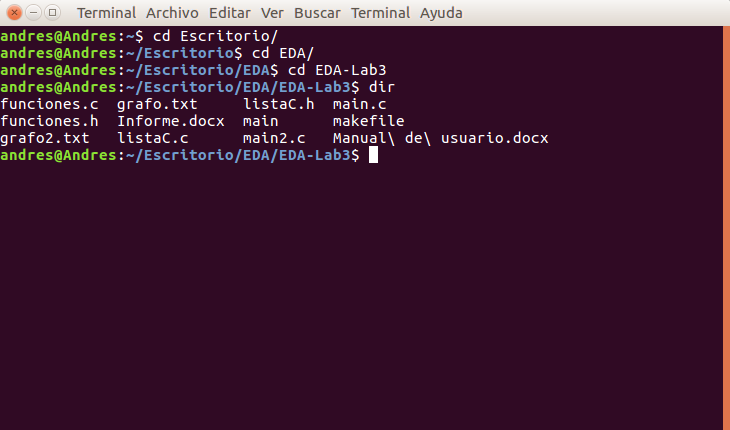 Terminal Archivo Editar Ver Buscar Terminal Ayuda
andres@Andres:~$ cd Escritorio/
andres@Andres:~/Escritorio$ cd EDA/
andres@Andres:~/Escritorio/EDA$ cd EDA-Lab3
andres@Andres:~/Escritorio/EDA/EDA-Lab3$ dir
funciones.c  grafo.txt     listaC.h  main.c
funciones.h  Informe.docx  main      makefile
grafo2.txt   listaC.c      main2.c   Manual\ de\ usuario.docx
andres@Andres:~/Escritorio/EDA/EDA-Lab3$